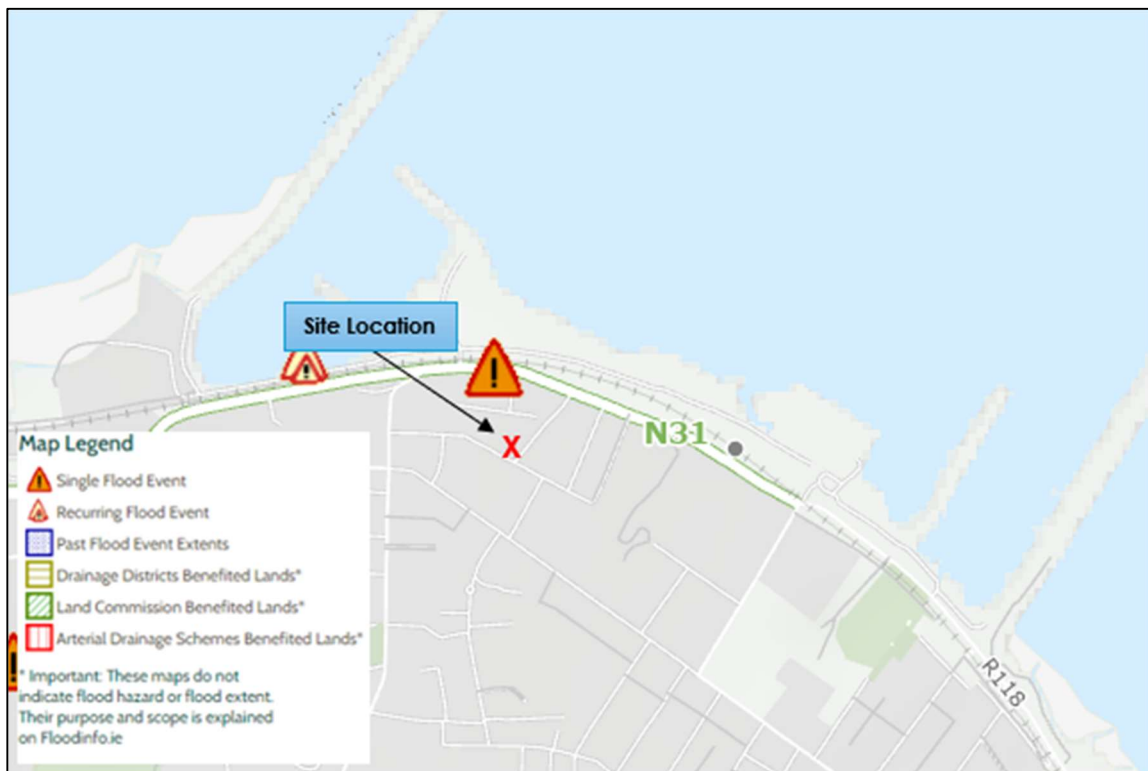 Site Location
N31
Map Legend
Single Flood Event
Recurring Flood Event
Past Flood Event Extents
Drainage Districts Benefited Lands*
Land Commission Benefited Lands*
Arterial Drainage Schemes Benefited Lands*
* Important: These maps do not
indicate flood hazard or flood extent.
Their purpose and scope is explained
on Floodinfo.ie
X
R118